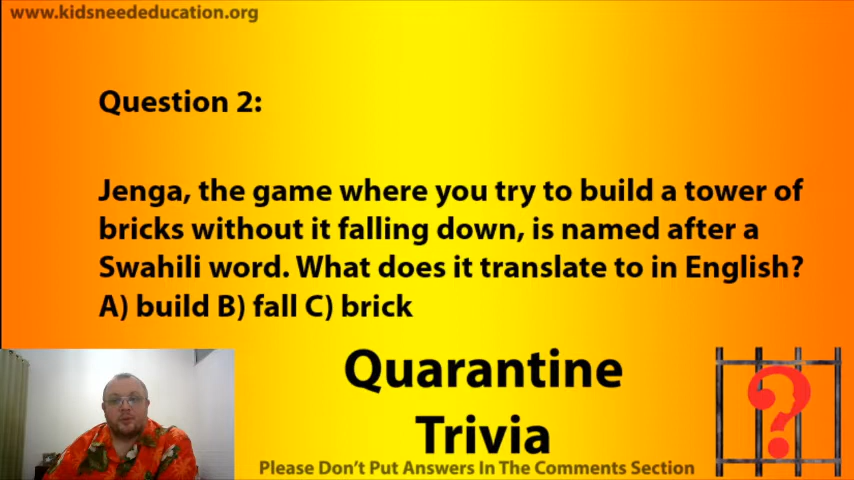 www.kidsneededucation.org
Question 2:
Jenga, the game where you try to build a tower of
bricks without it falling down, is named after a
Swahili word. What does it translate to in English?
A) build B) fall C) brick
Quarantine
Trivia
Please Don't Put Answers In The Comments Section
?